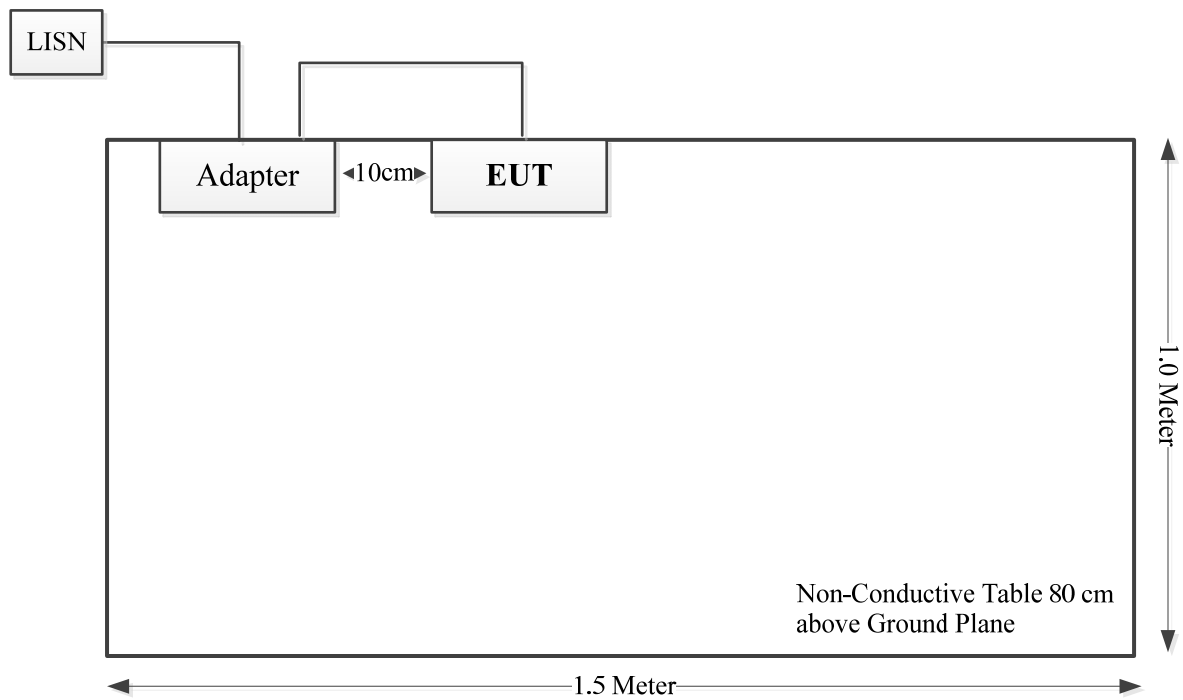 LISN
Adapter
10cm
EUT
1.0 Meter
Non-Conductive Table 80 cm
above Ground Plane
1.5 Meter